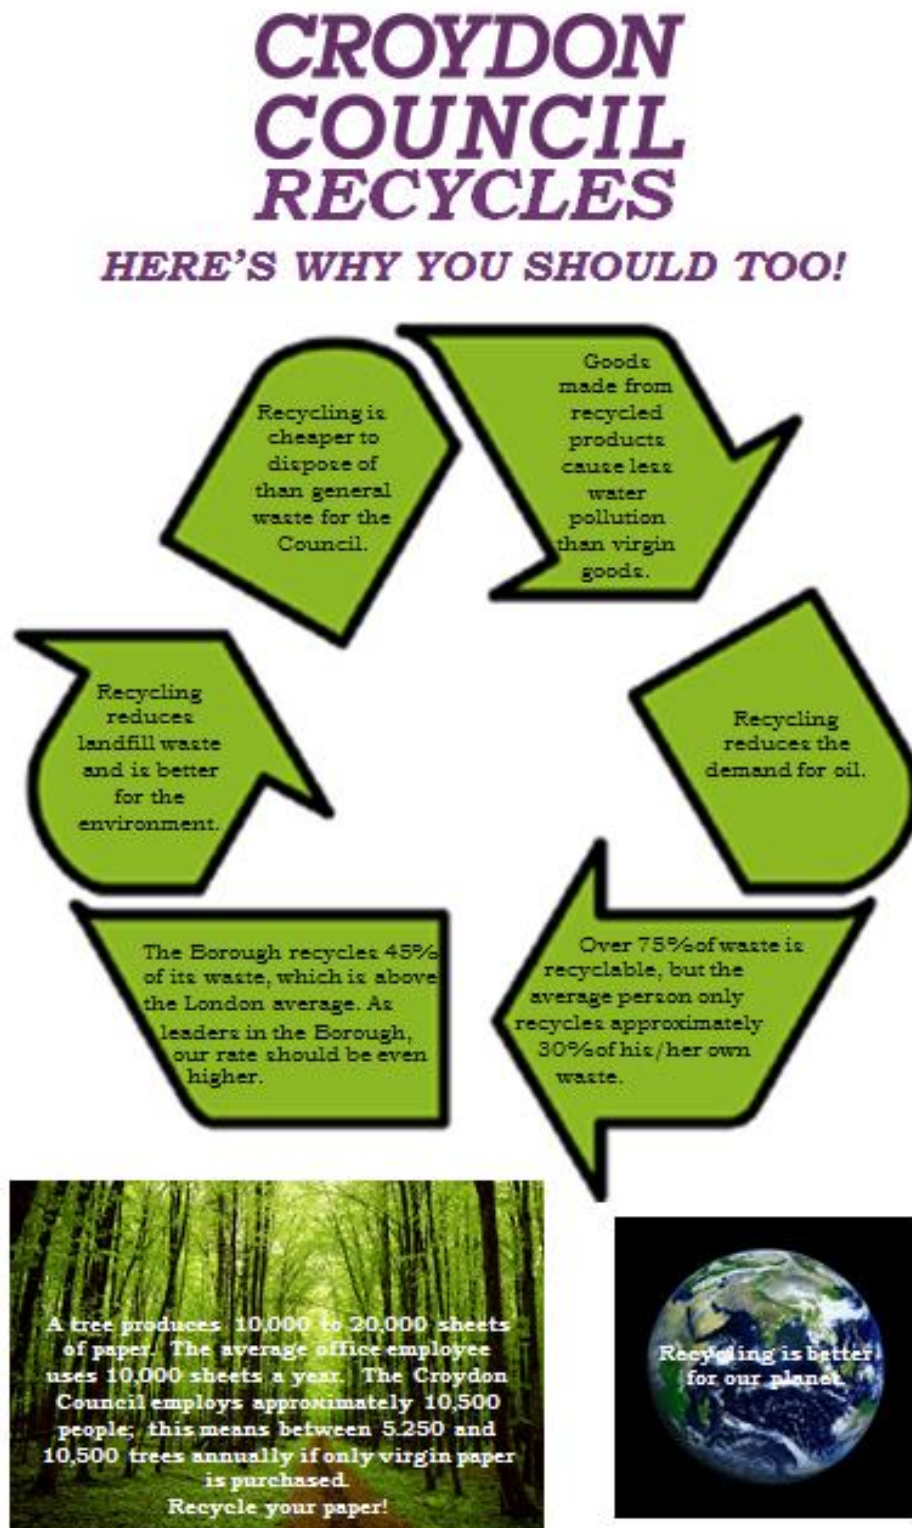 CROYDON
COUNCIL
RECYCLES
HERE'S WHY YOU SHOULD TOO!
Recycling is
cheaper to
dispose of
than general
waste for the
Council.
Goods
made from
recycled
products
cause less
water
pollution
than virgin
goods.
Recycling
reduces
landfill waste
and is better
for the
environment.
Recycling
reduces the
demand for oil.
The Borough recycles 45%
of its waste, which is above
the London average. As
leaders in the Borough,
our rate should be even
higher.
Over 75% of waste is
recyclable, but the
average person only
recycles approximately
30% of his/her own
waste.
A tree produces 10,000 to 20,000 sheets
of paper. The average office employee
uses 10,000 sheets a year. The Croydon
Council employs approximately 10,500
people; this means between 5.250 and
10,500 trees annually if only virgin paper
is purchased.
Recycle your paper!
Recycling is better
for our planet.